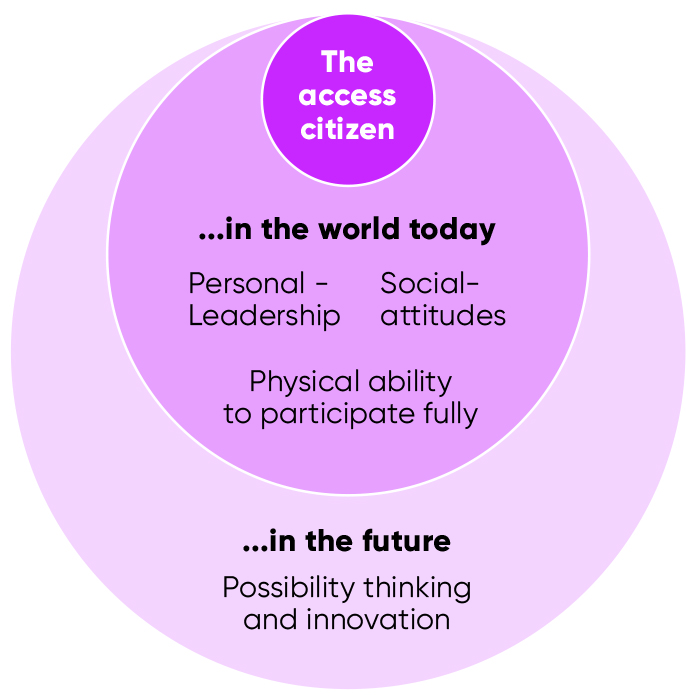 The
access
citizen
...in the world today
Personal -
Leadership
Social-
attitudes
Physical ability
to participate fully
...in the future
Possibility thinking
and innovation